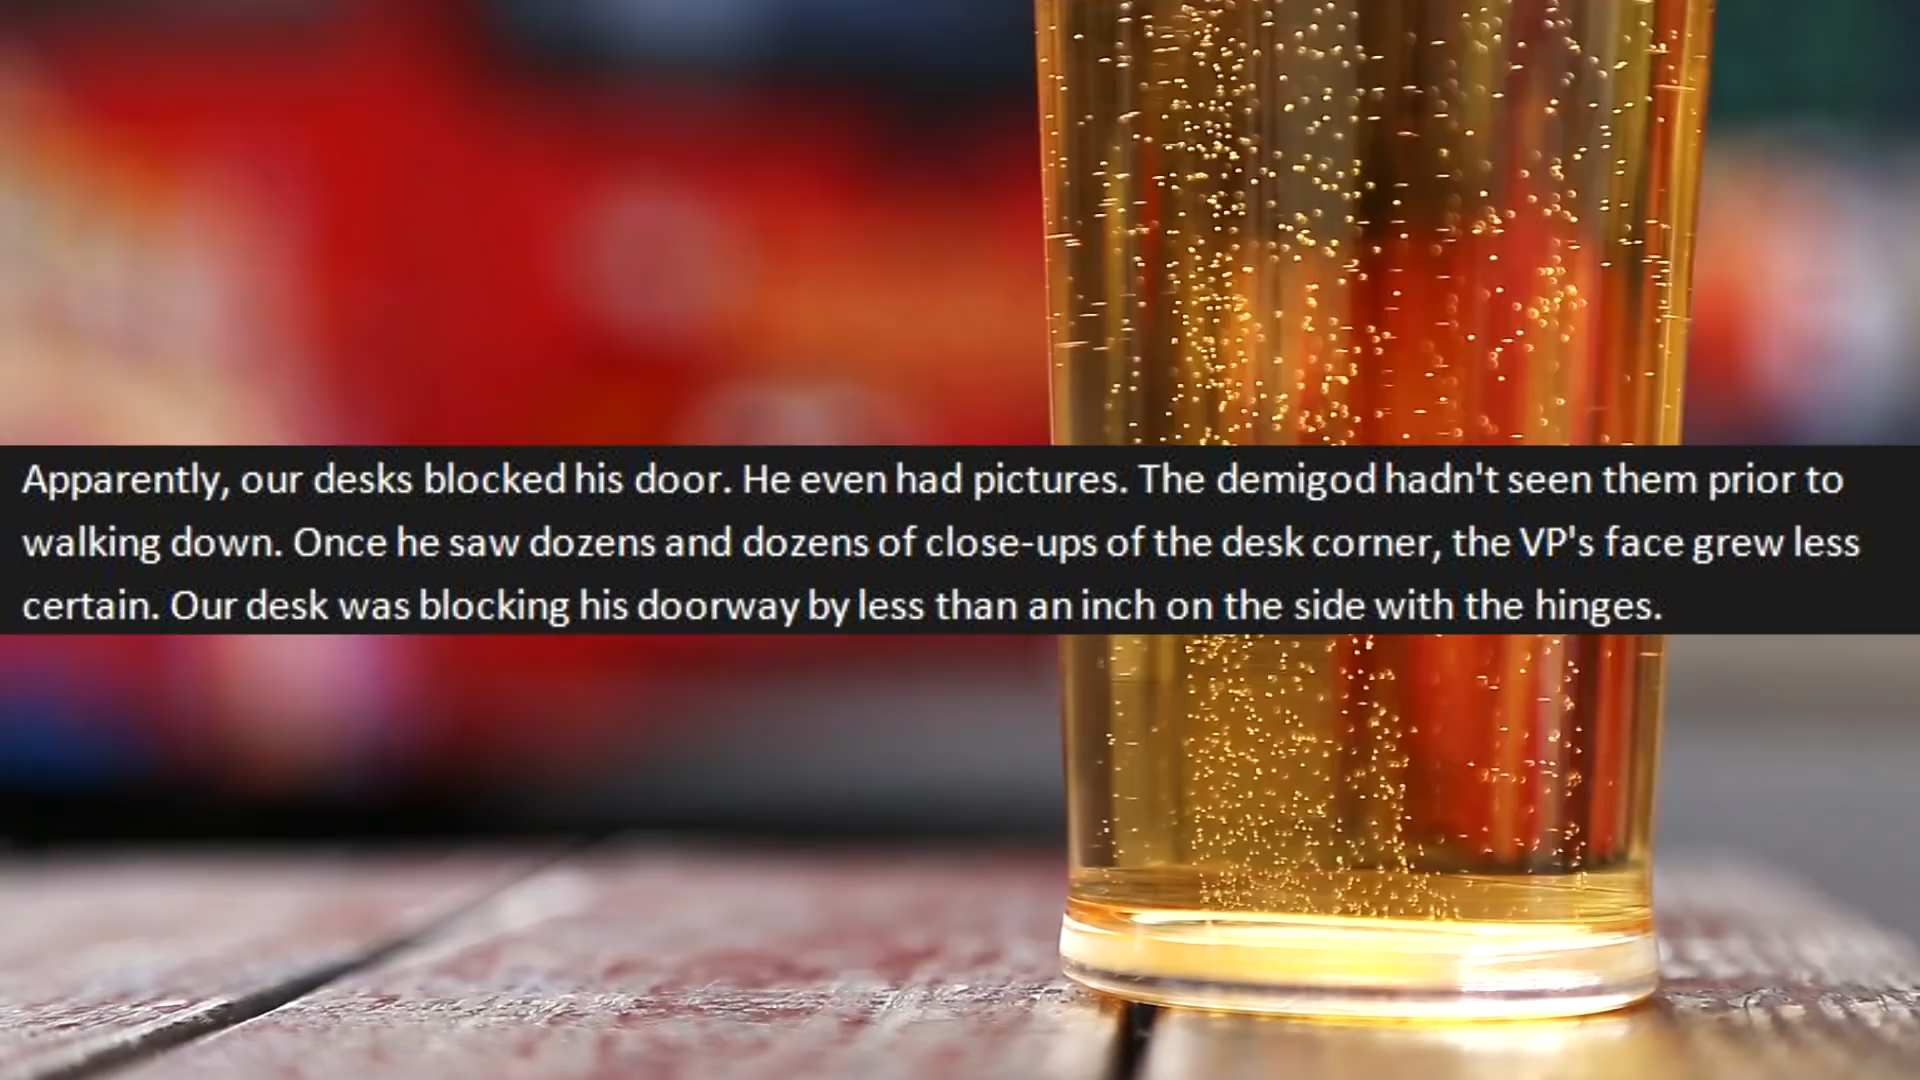 Apparently, our desks blocked his door. He even had pictures. The demigod hadn't seen them prior to
walking down. Once he saw dozens and dozens of close-ups of the desk corner, the VP's face grew less
certain. Our desk was blocking his doorway by less than an inch on the side with the hinges.